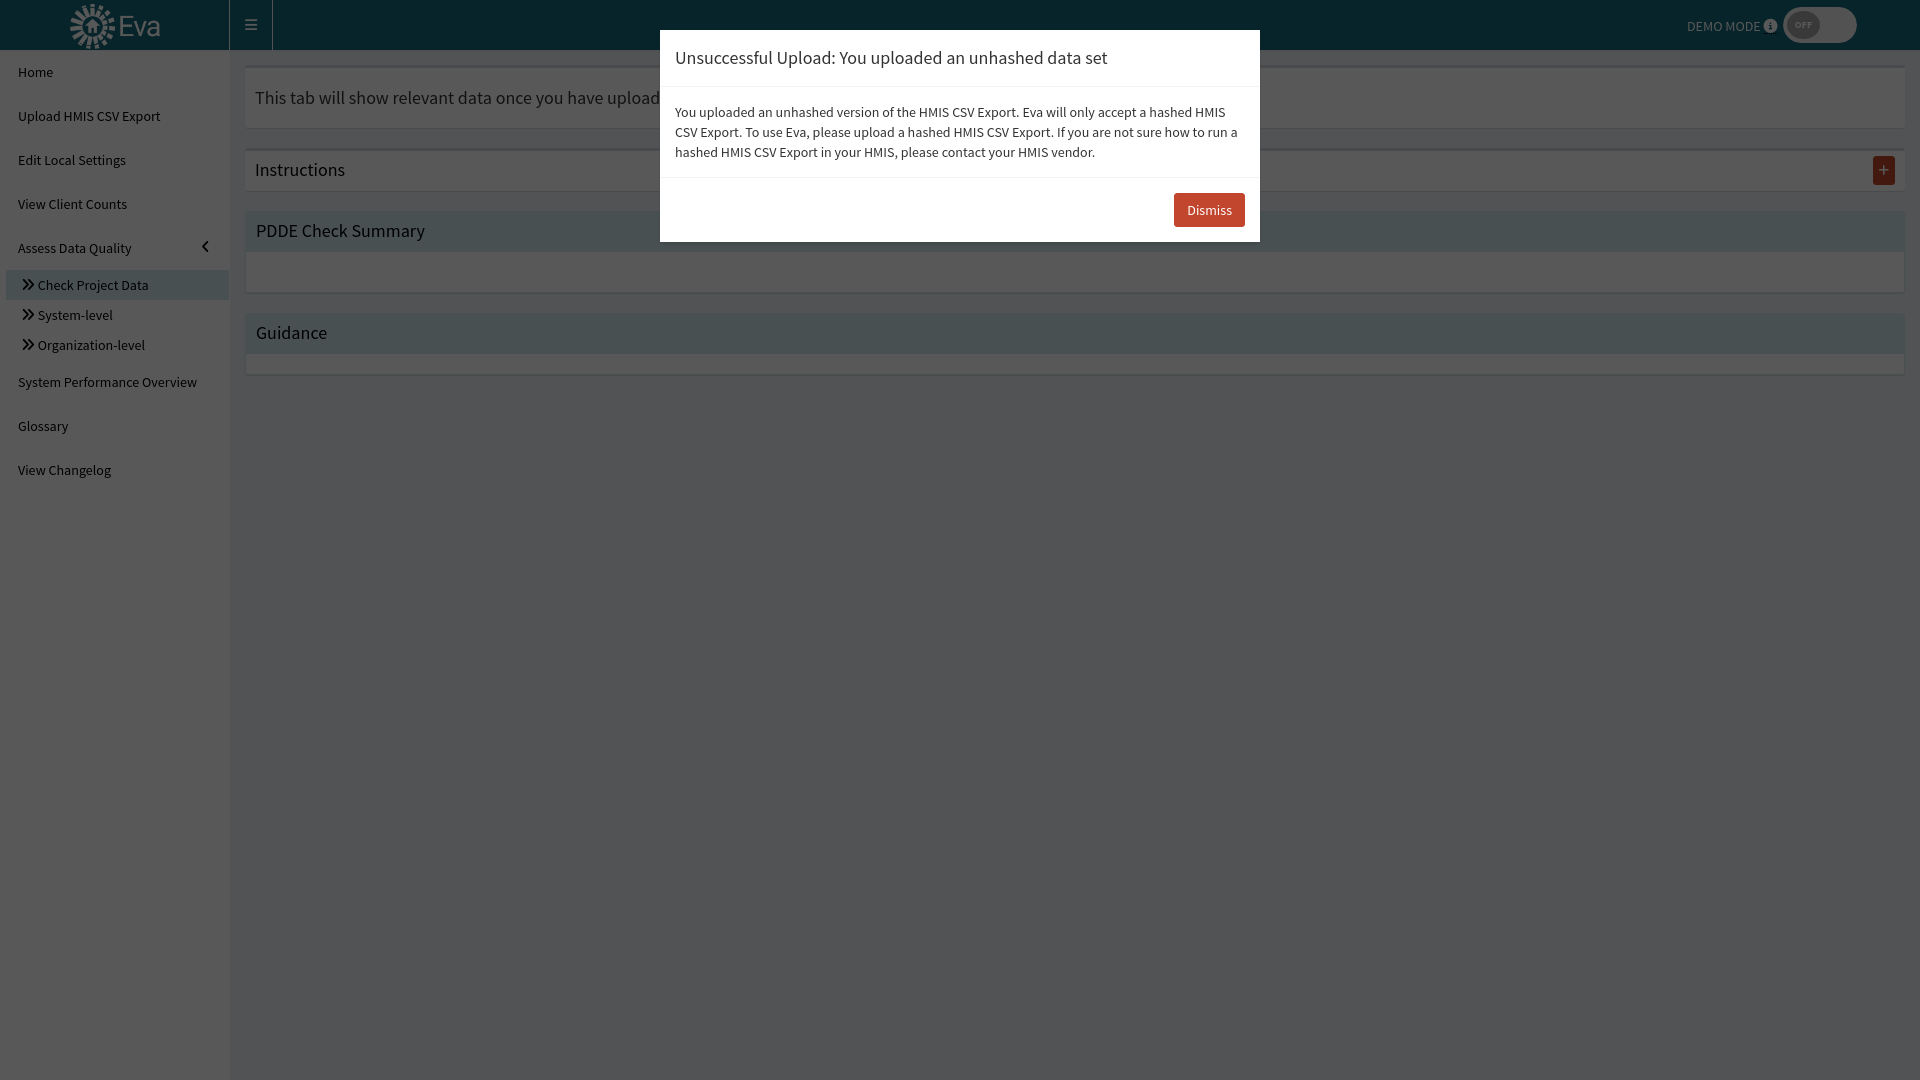 Eva
DEMO MODE
OFF
Home
Upload HMIS CSV Export
Edit Local Settings
View Client Counts
Assess Data Quality
Check Project Data
System-level
Organization-level
System Performance Overview
Glossary
View Changelog
This tab will show relevant data once you have upload
Instructions
+
PDDE Check Summary
Guidance
Unsuccessful Upload: You uploaded an unhashed data set
You uploaded an unhashed version of the HMIS CSV Export. Eva will only accept a hashed HMIS
CSV Export. To use Eva, please upload a hashed HMIS CSV Export. If you are not sure how to run a
hashed HMIS CSV Export in your HMIS, please contact your HMIS vendor.
Dismiss